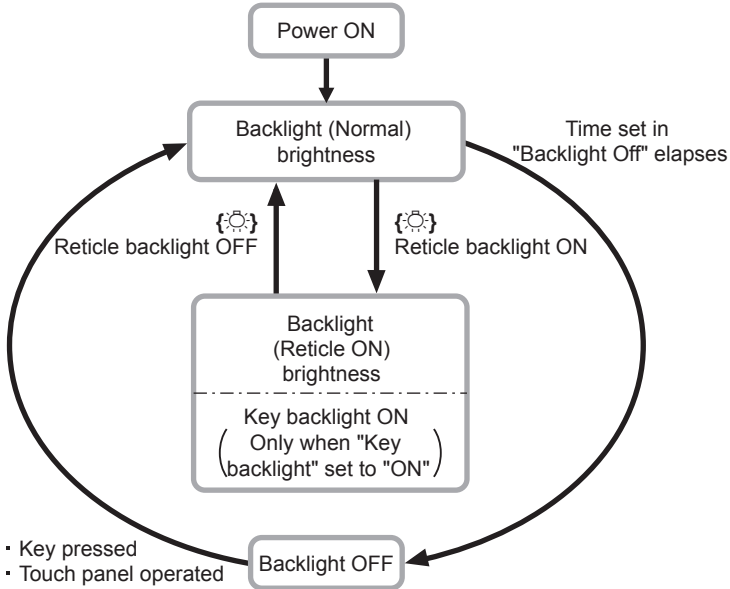 Power ON
Backlight (Normal)
brightness
Time set in
"Backlight Off" elapses
{ }
Reticle backlight OFF
{ }
Reticle backlight ON
Backlight
(Reticle ON)
brightness
Key backlight ON
(Only when "Key
backlight" set to "ON")
・Key pressed
・Touch panel operated
Backlight OFF